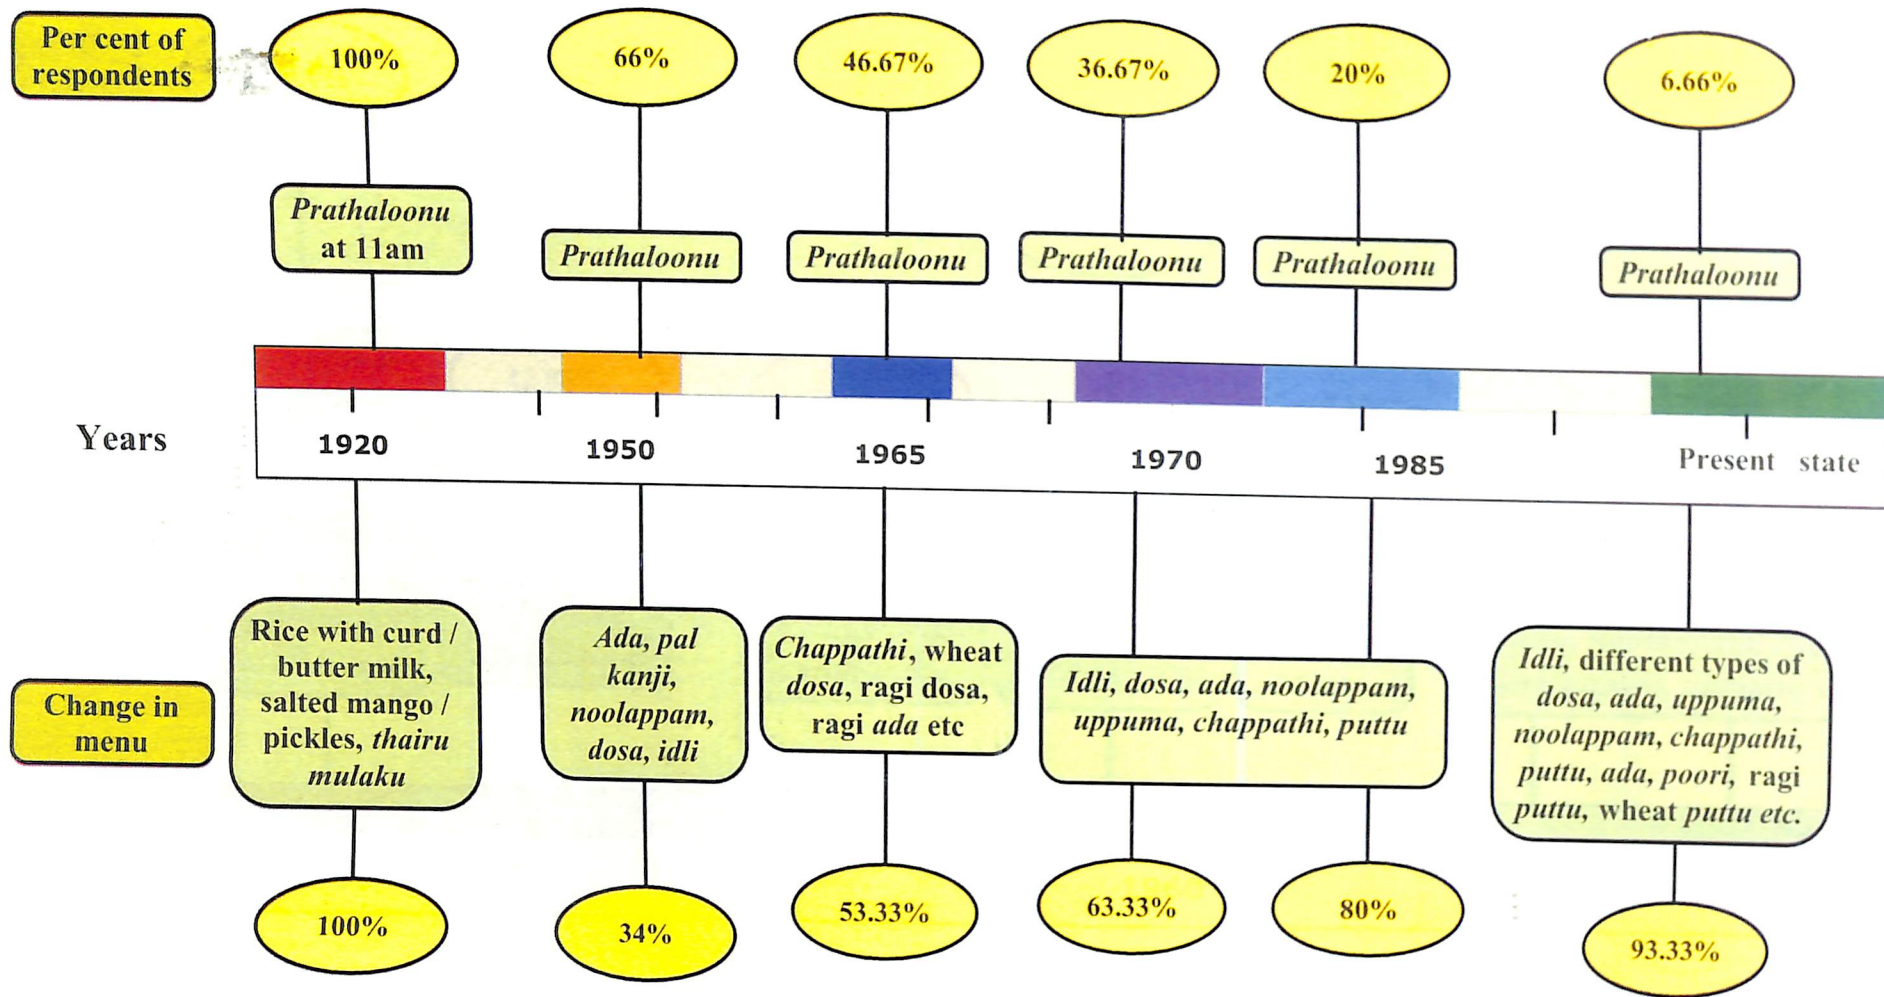 Per cent of
respondents
100%
66%
46.67%
36.67%
20%
6.66%
Prathaloonu
at 11am
Prathaloonu
Prathaloonu
Prathaloonu
Prathaloonu
Prathaloonu
Years
1920
1950
1965
1970
1985
Present state
Change in
menu
Rice with curd /
butter milk,
salted mango /
pickles, thairu
mulaku
Ada, pal
kanji,
noolappam,
dosa, idli
Chappathi, wheat
dosa, ragi dosa,
ragi ada etc
Idli, dosa, ada, noolappam,
uppuma, chappathi, puttu
Idli, different types of
dosa, ada, uppuma,
noolappam, chappathi,
puttu, ada, poori, ragi
puttu, wheat puttu etc.
100%
34%
53.33%
63.33%
80%
93.33%